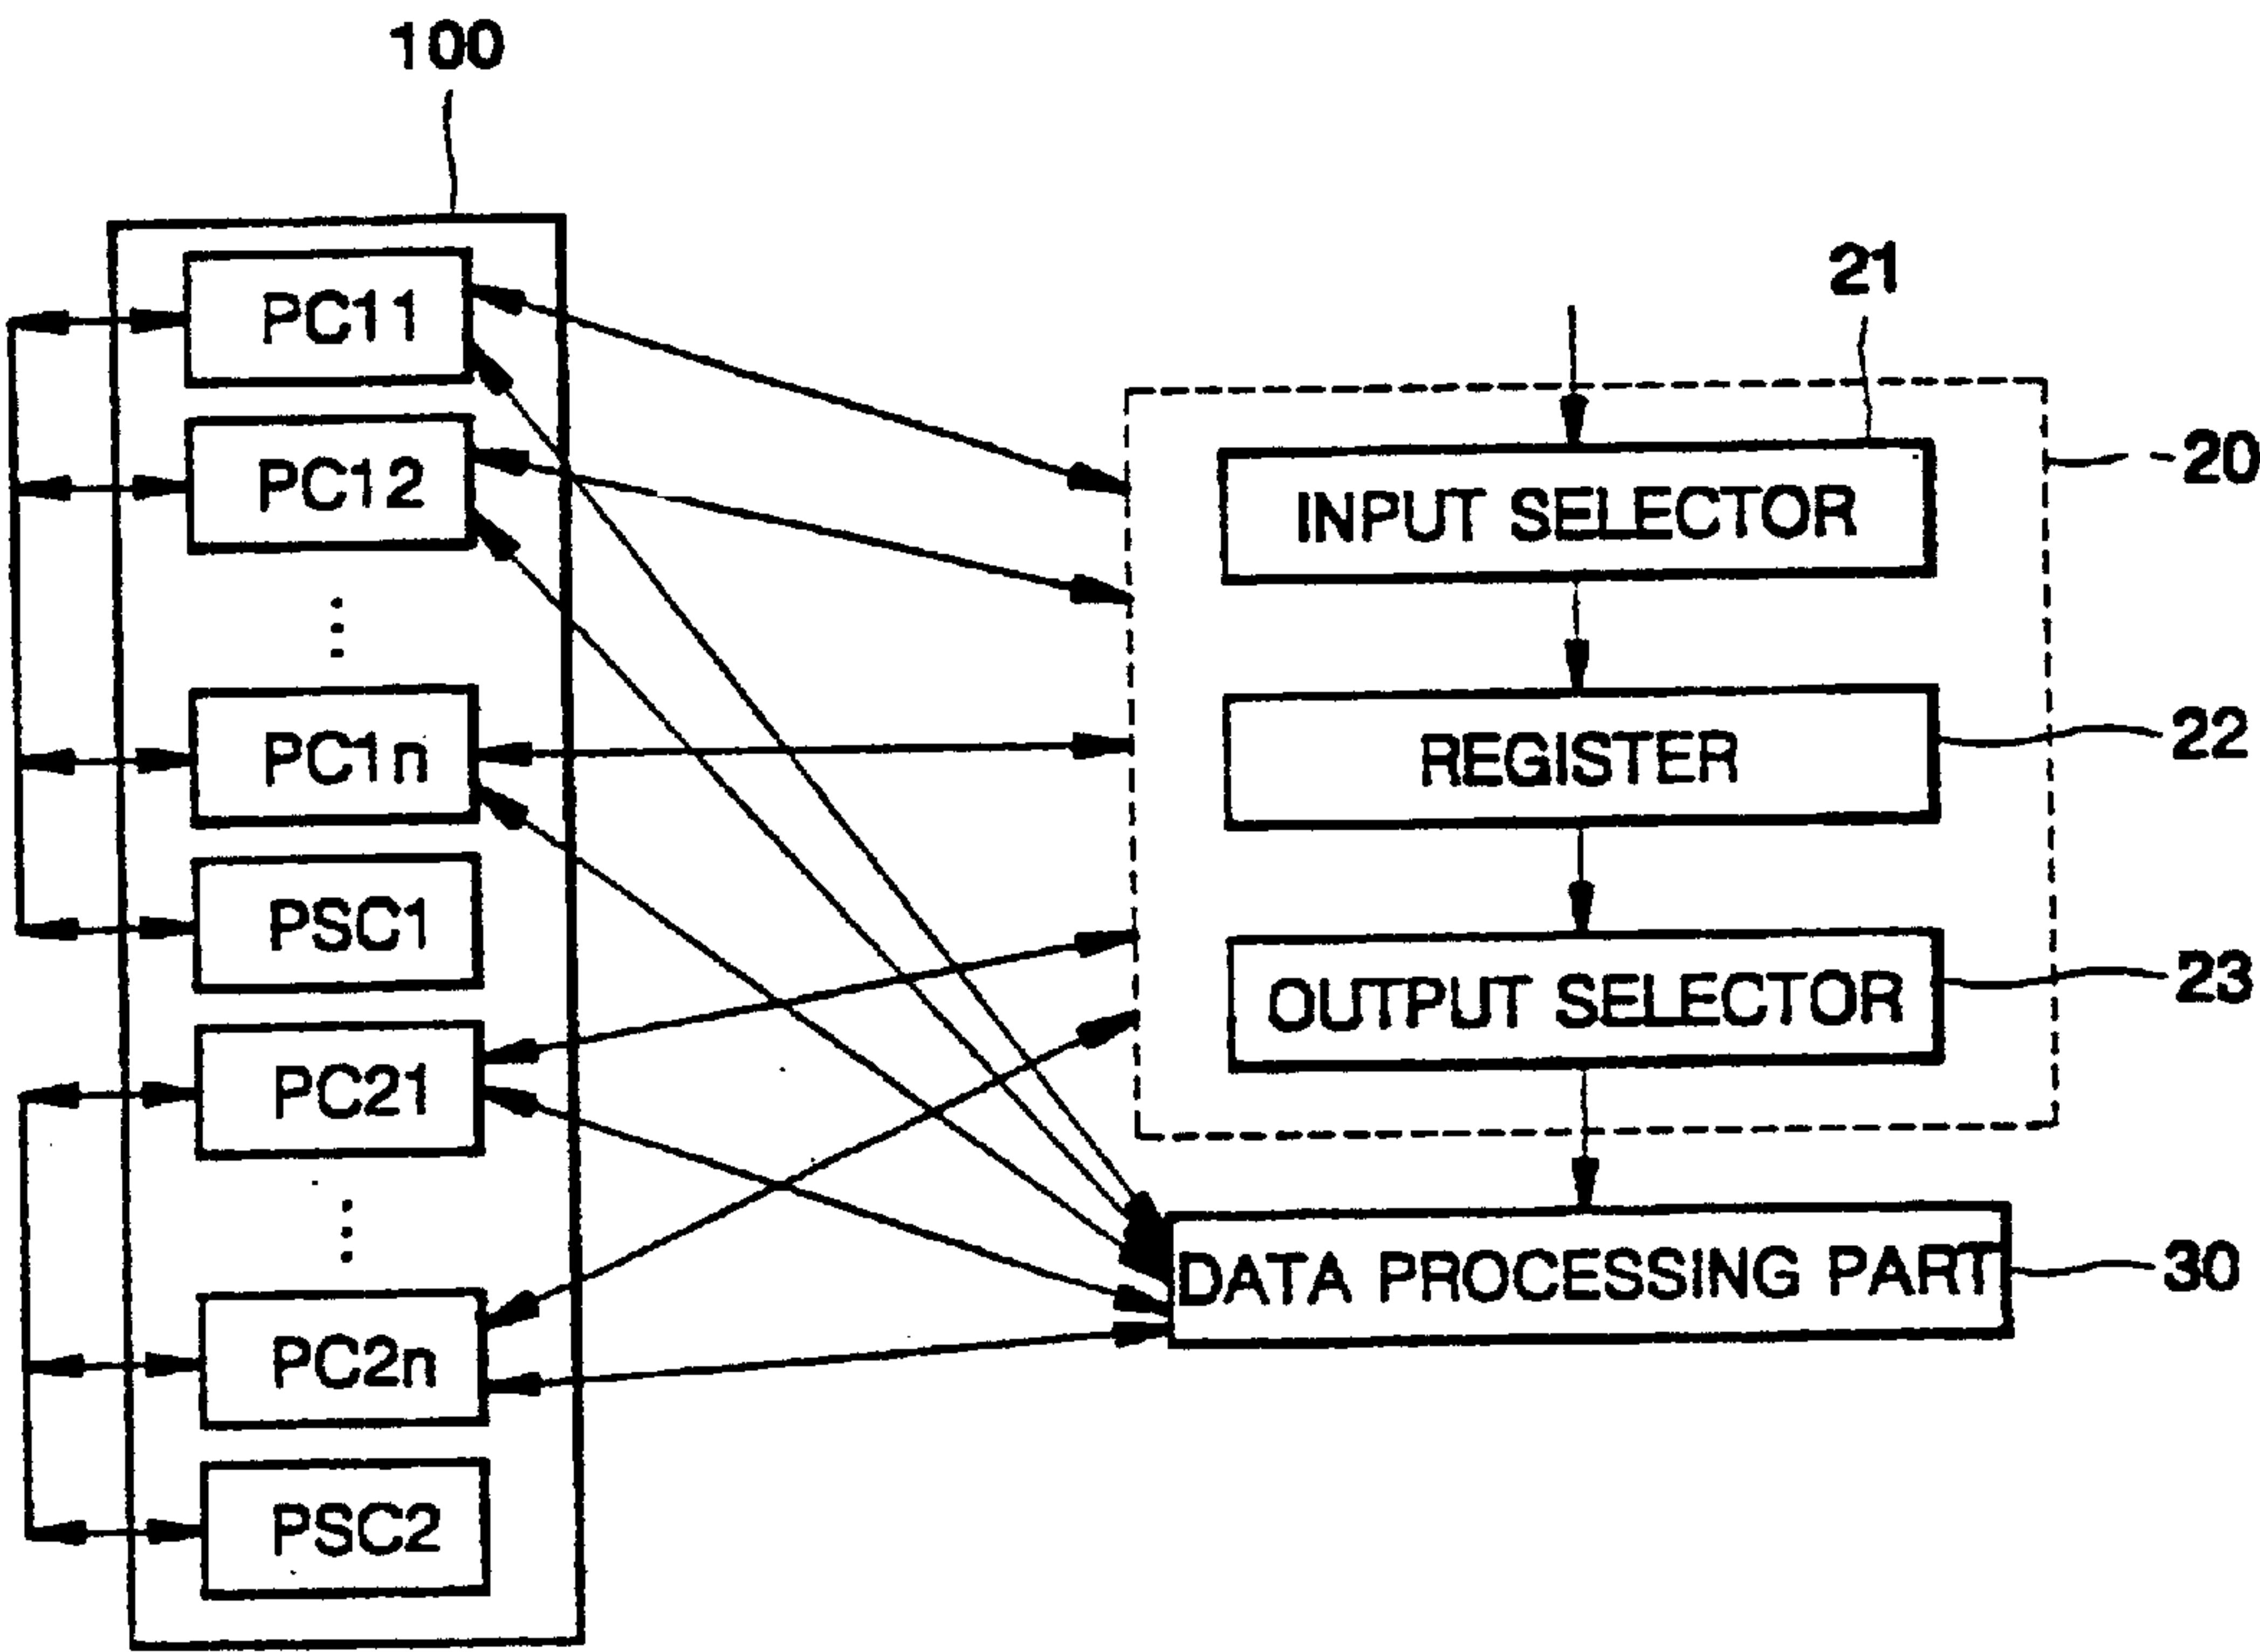 100
PC11
PC12
PC1n
PSC1
PC21
PC2n
PSC2
21
20
INPUT SELECTOR
REGISTER
22
OUTPUT SELECTOR
23
DATA PROCESSING PART
30